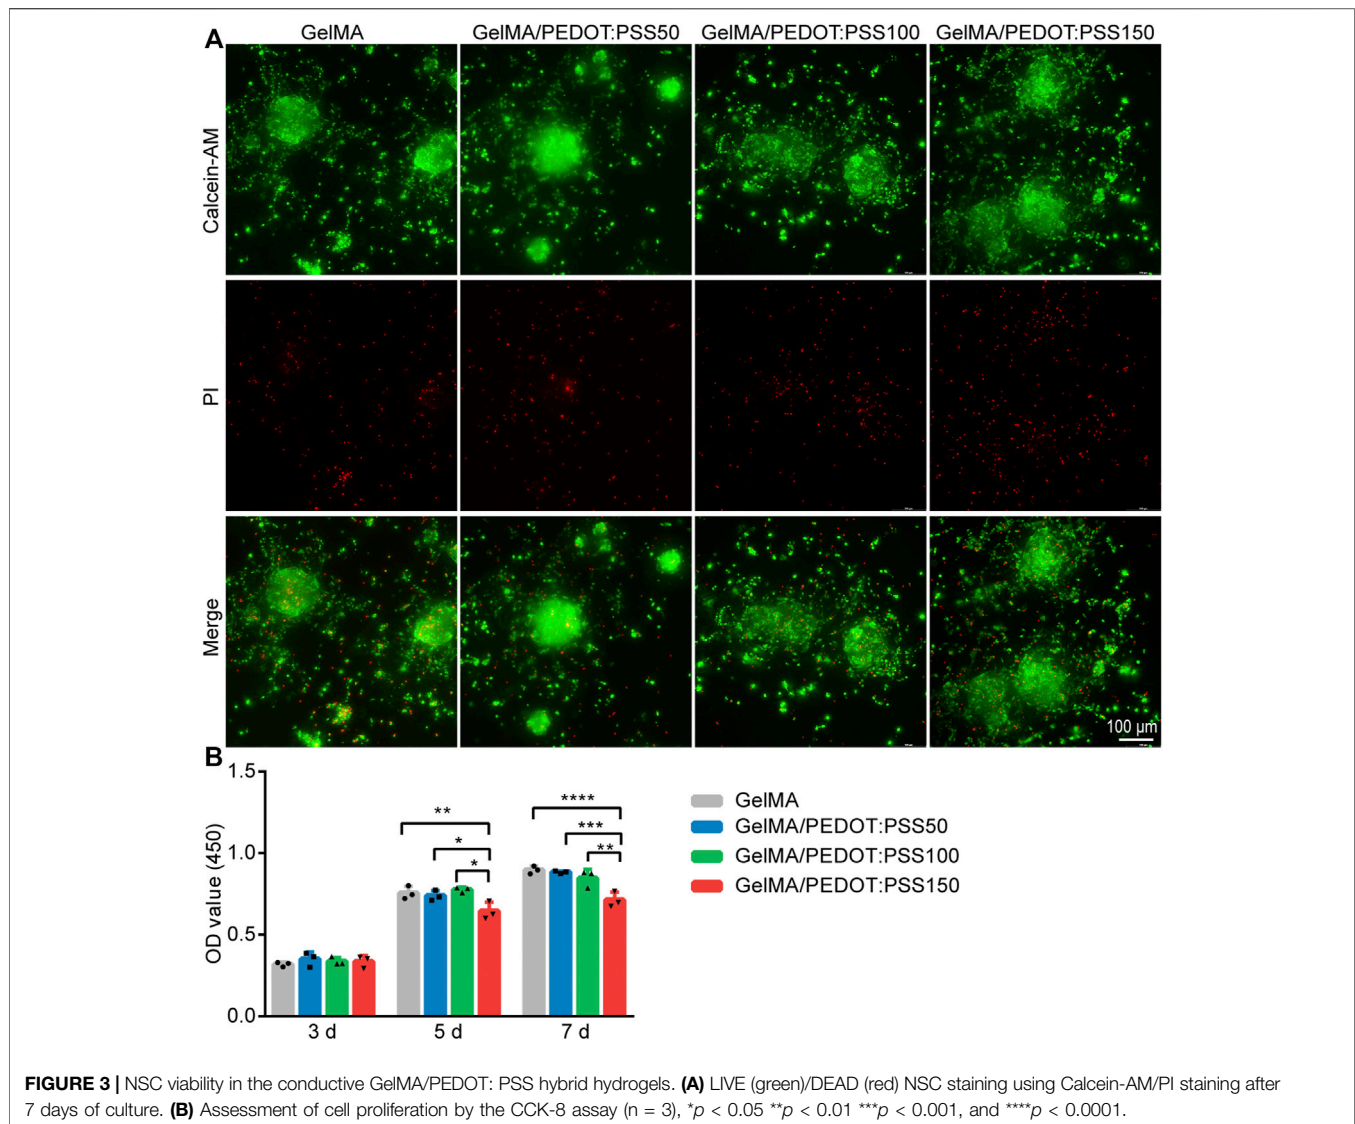 A
GelMA
GelMA/PEDOT:PSS50
GelMA/PEDOT:PSS100
GelMA/PEDOT:PSS150
Calcein-AM
PI
Merge
100 µm
B
OD value (450)
1.5
1.0
0.5
0.0
**
*
*
****
***
**
3 d
5 d
7 d
GelMA
GelMA/PEDOT:PSS50
GelMA/PEDOT:PSS100
GelMA/PEDOT:PSS150
FIGURE 3 | NSC viability in the conductive GelMA/PEDOT: PSS hybrid hydrogels. (A) LIVE (green)/DEAD (red) NSC staining using Calcein-AM/PI staining after
7 days of culture. (B) Assessment of cell proliferation by the CCK-8 assay (n = 3), *p < 0.05 **p < 0.01 ***p < 0.001, and ****p < 0.0001.